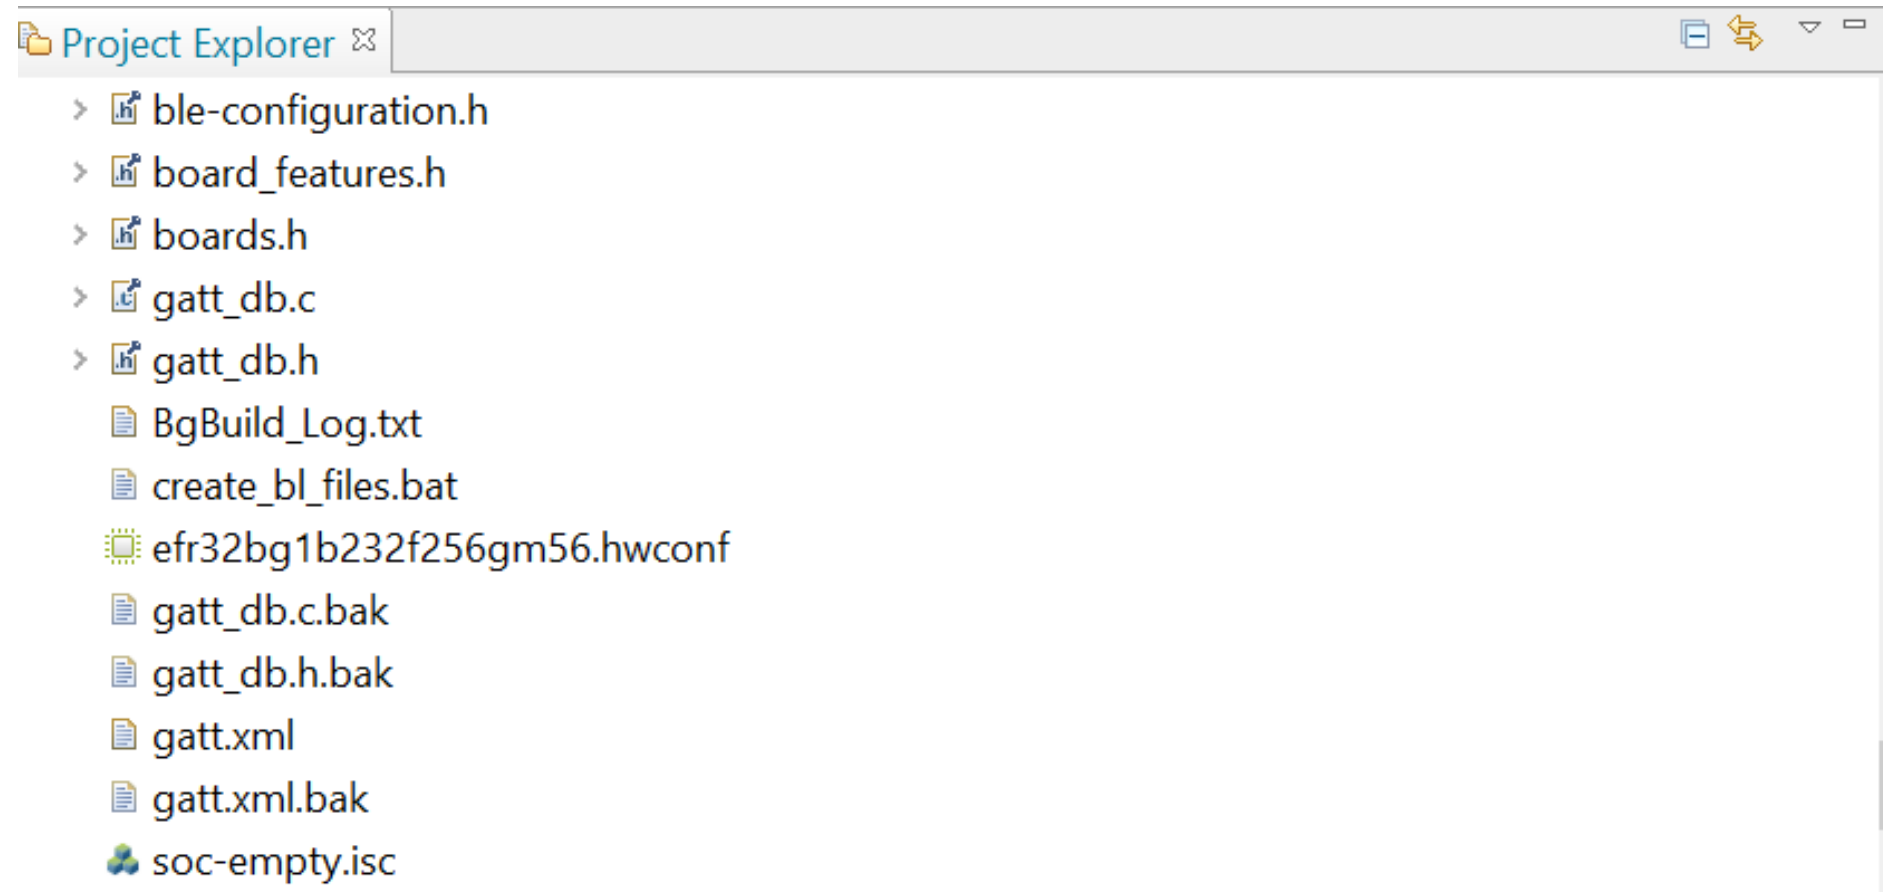 Project Explorer
ble-configuration.h
board_features.h
boards.h
gatt_db.c
gatt_db.h
BgBuild_Log.txt
create_bl_files.bat
efr32bg1b232f256gm56.hwconf
gatt_db.c.bak
gatt_db.h.bak
gatt.xml
gatt.xml.bak
soc-empty.isc